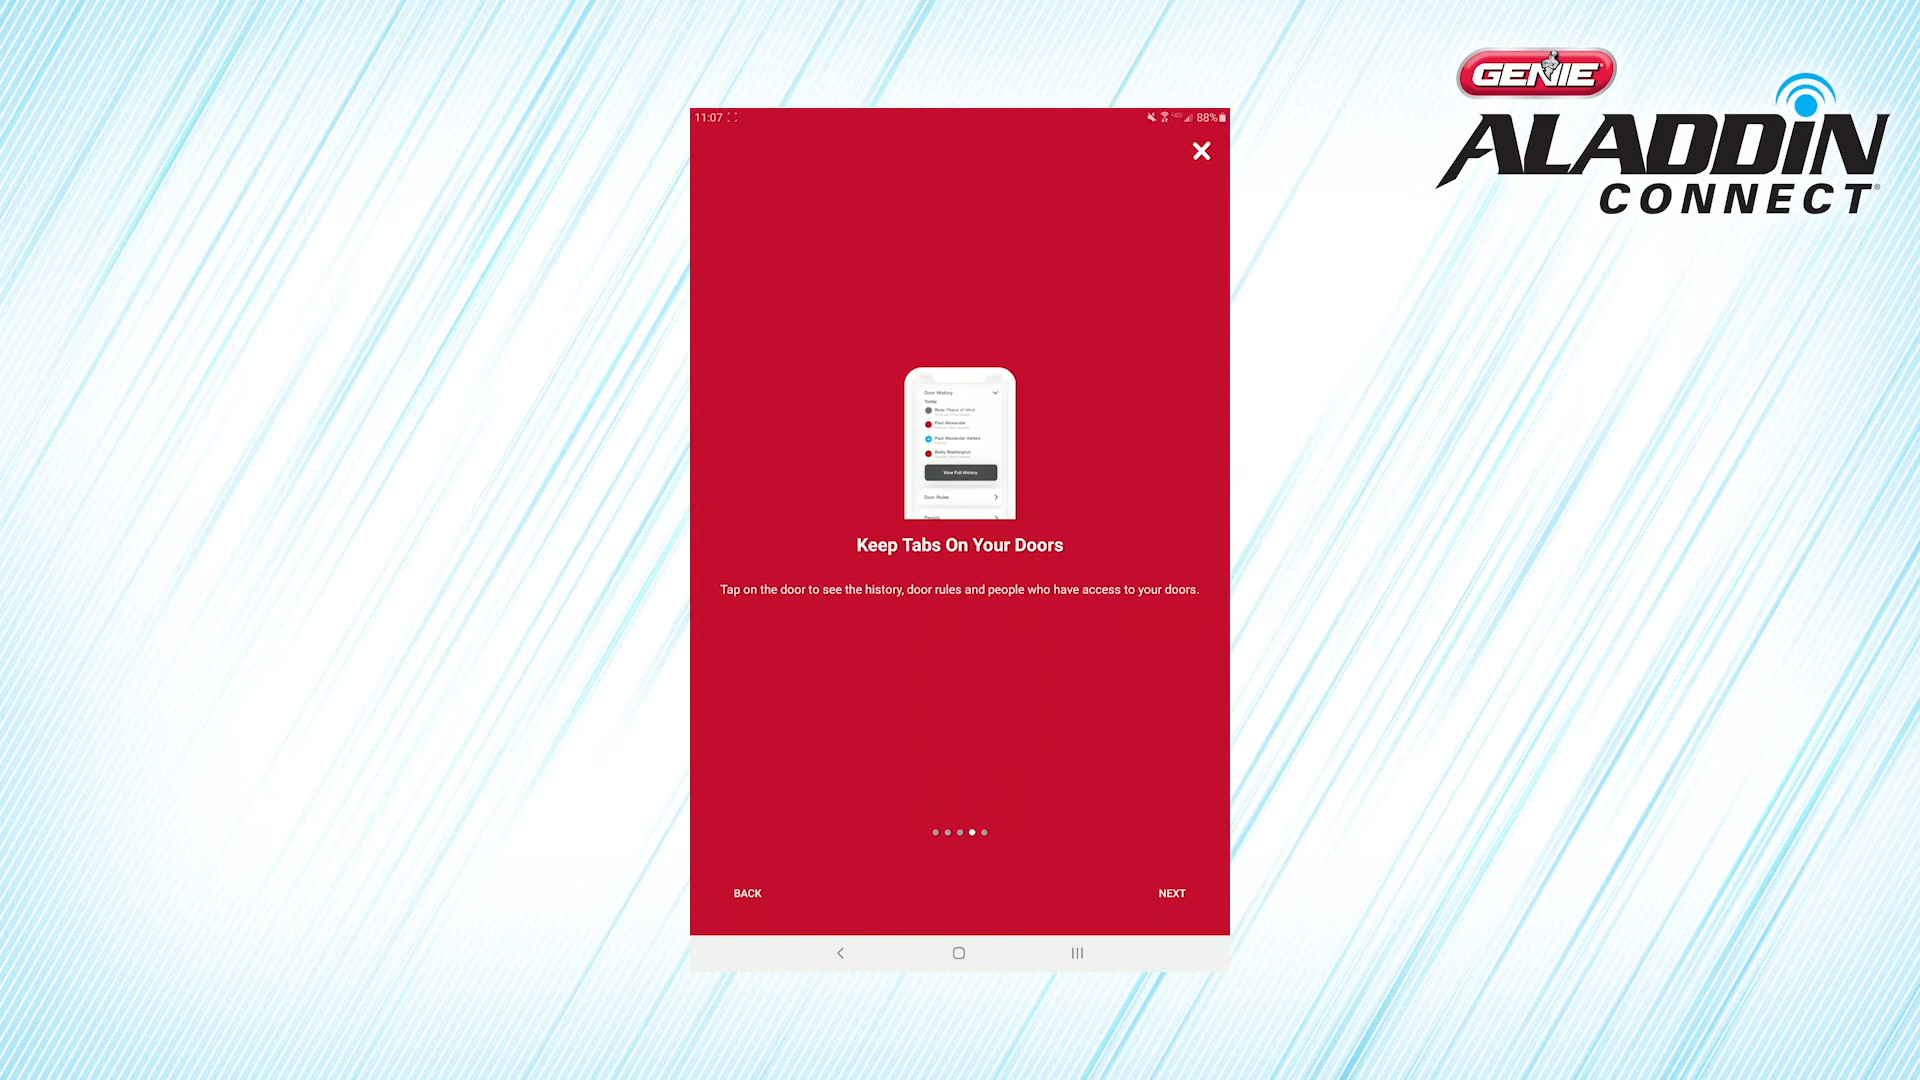 GENIE
ALADDIN
CONNECT®
11:07
88%
Door History
Today
Rule: Peace of Mind
Paul Alexander
Paul Alexander Added
Betty Washington
View Full History
Door Rules
People
Keep Tabs On Your Doors
Tap on the door to see the history, door rules and people who have access to your doors.
BACK
NEXT